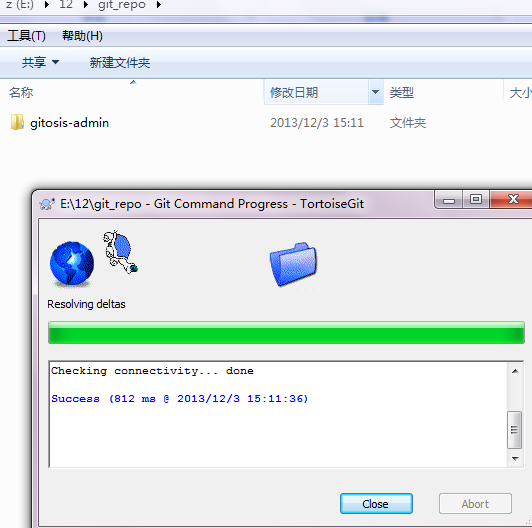 z (E:) 12 git_repo
工具(T) 帮助(H)
共享 新建文件夹
名称 修改日期 类型 大小
gitosis-admin 2013/12/3 15:11 文件夹
E:\12\git_repo - Git Command Progress - TortoiseGit
Resolving deltas
Checking connectivity... done
Success (812 ms @ 2013/12/3 15:11:36)
Close Abort